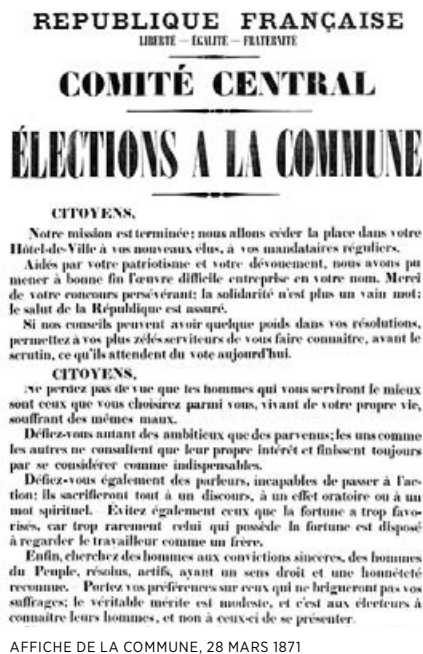 REPUBLIQUE FRANÇAISE
LIBERTÉ — ÉGALITÉ — FRATERNITÉ
COMITÉ CENTRAL
ÉLECTIONS A LA COMMUNE
CITOYENS,
Notre mission est terminée; nous allons céder la place dans votre
Hôtel-de-Ville à vos nouveaux élus, à vos mandataires réguliers.
Aidés par votre patriotisme et votre dévouement, nous avons pu
mener à bonne fin l'œuvre difficile entreprise en votre nom. Merci
de votre concours persévérant; la solidarité n'est plus un vain mot:
le salut de la République est assuré.
Si nos conseils peuvent avoir quelque poids dans vos résolutions,
permettez à vos plus zélés serviteurs de vous faire connaître, avant le
scrutin, ce qu'ils attendent du vote aujourd'hui.
CITOYENS,
Ne perdez pas de vue que les hommes qui vous serviront le mieux
sont ceux que vous choisirez parmi vous, vivant de votre propre vie,
souffrant des mêmes maux.
Défiez-vous autant des ambitieux que des parvenus; les uns comme
les autres ne consultent que leur propre intérêt et finissent toujours
par se considérer comme indispensables.
Défiez-vous également des parleurs, incapables de passer à l'ac-
tion; ils sacrifieront tout à un discours, à un effet oratoire ou à un
mot spirituel. — Evitez également ceux que la fortune a trop favo-
risés, car trop rarement celui qui possède la fortune est disposé
à regarder le travailleur comme un frère.
Enfin, cherchez des hommes aux convictions sincères, des hommes
du Peuple, résolus, actifs, ayant un sens droit et une honnêteté
reconnue. — Portez vos préférences sur ceux qui ne brigueront pas vos
suffrages; le véritable mérite est modeste, et c'est aux électeurs à
connaître leurs hommes, et non à ceux-ci de se présenter.
AFFICHE DE LA COMMUNE, 28 MARS 1871